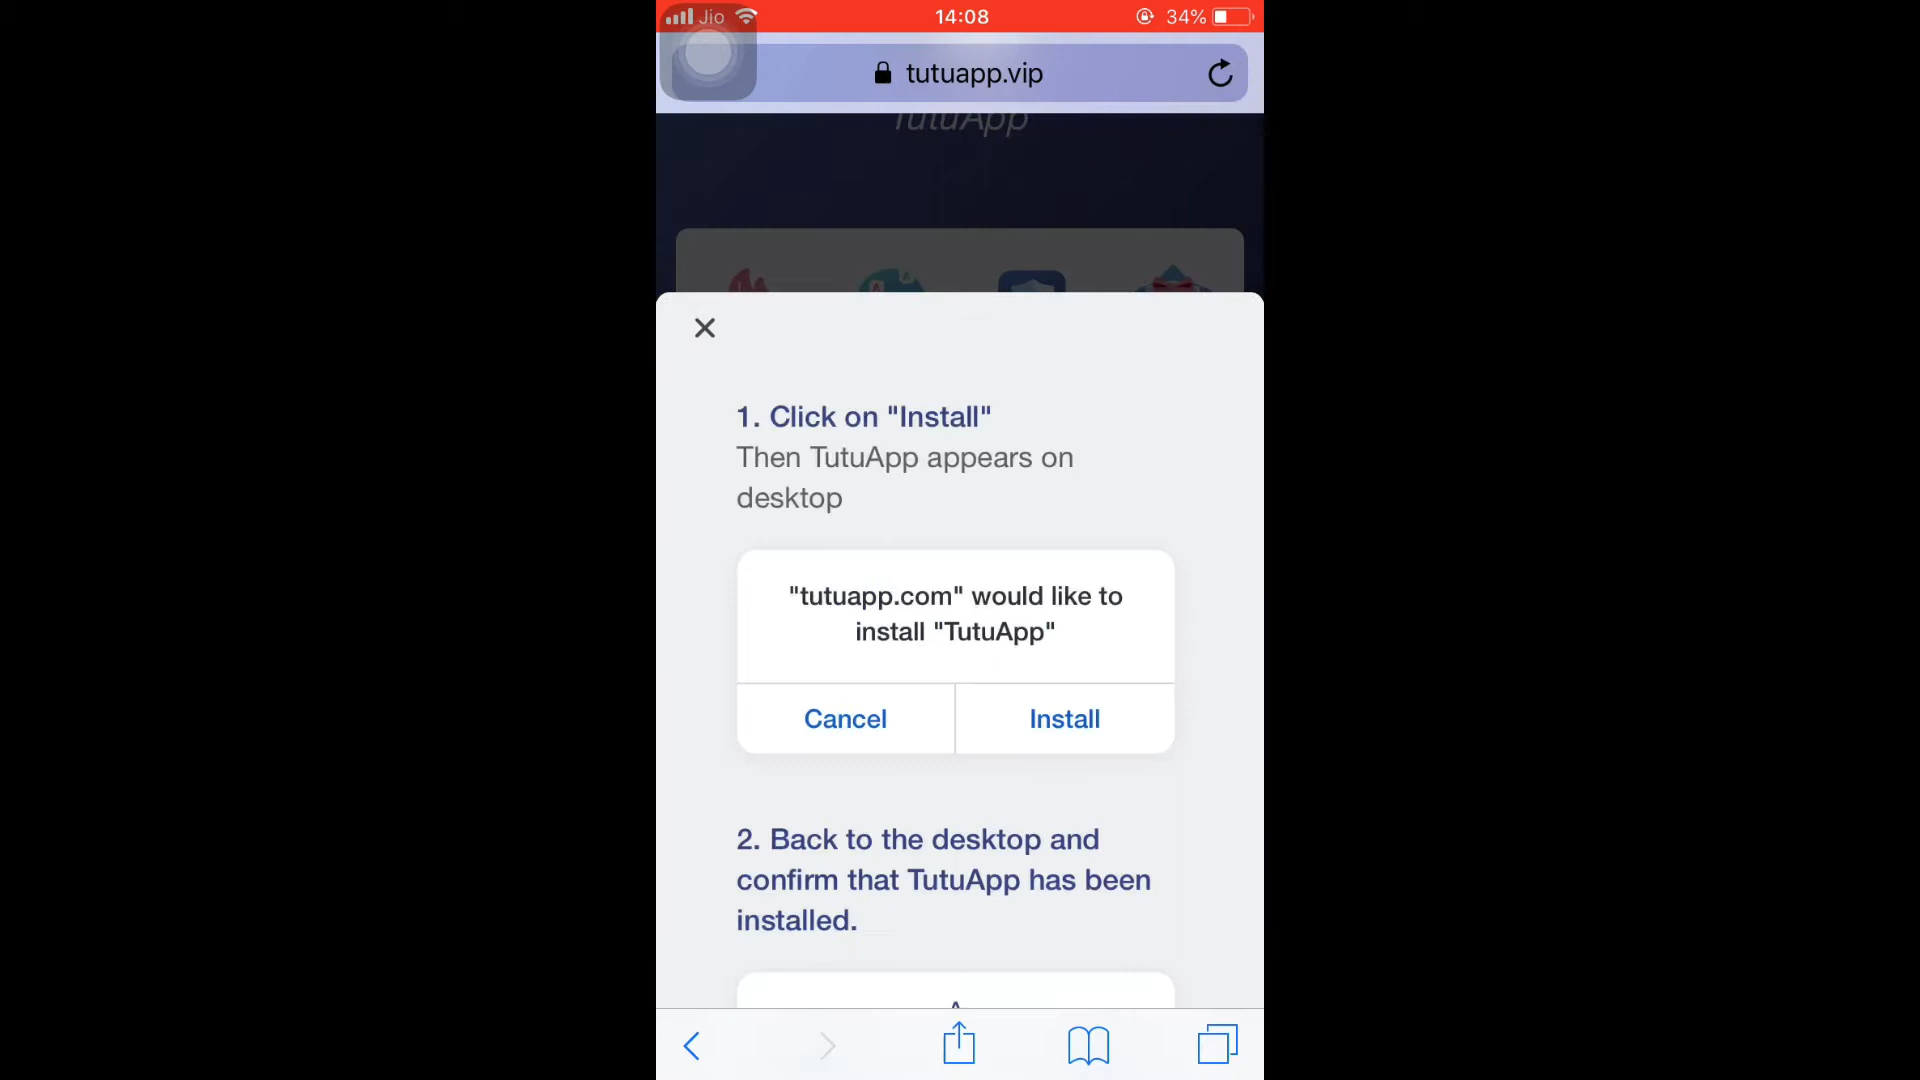 Jio 14:08 34%
tutuapp.vip
TutuApp
1. Click on "Install"
Then TutuApp appears on
desktop
"tutuapp.com" would like to
install "TutuApp"
Cancel Install
2. Back to the desktop and
confirm that TutuApp has been
installed.